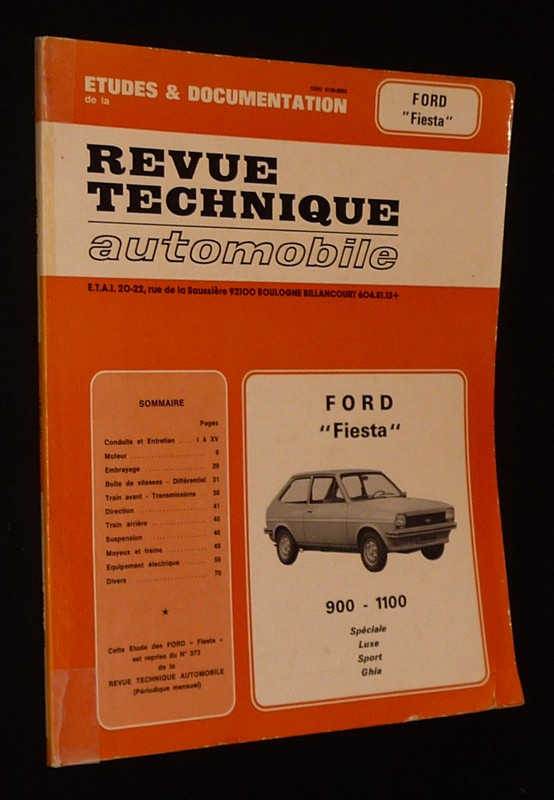 ETUDES & DOCUMENTATION
de la
FORD
"Fiesta"
REVUE
TECHNIQUE
automobile
E.T.A.I. 20-22, rue de la Saussière 92100 BOULOGNE BILLANCOURT 604.81.13+
SOMMAIRE
Pages
Conduite et Entretien .... I à XV
Moteur .... 6
Embrayage .... 29
Boîte de vitesses - Différentiel 31
Train avant - Transmissions .... 38
Direction .... 41
Train arrière .... 45
Suspension .... 46
Moyeux et freins .... 49
Equipement électrique .... 58
Divers .... 70
★
Cette Etude des FORD « Fiesta »
est reprise du N° 373
de la
REVUE TECHNIQUE AUTOMOBILE
(Périodique mensuel)
FORD
"Fiesta"
900 - 1100
Spéciale
Luxe
Sport
Ghia